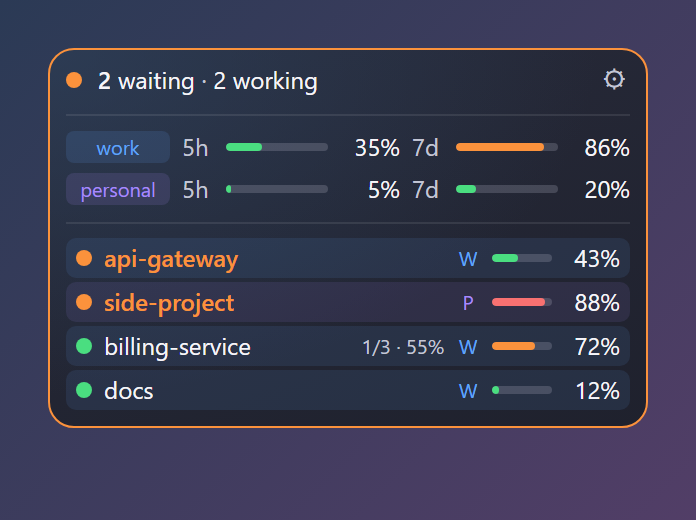 2 waiting · 2 working
work 5h 35% 7d 86%
personal 5h 5% 7d 20%
api-gateway W 43%
side-project P 88%
billing-service 1/3 · 55% W 72%
docs W 12%